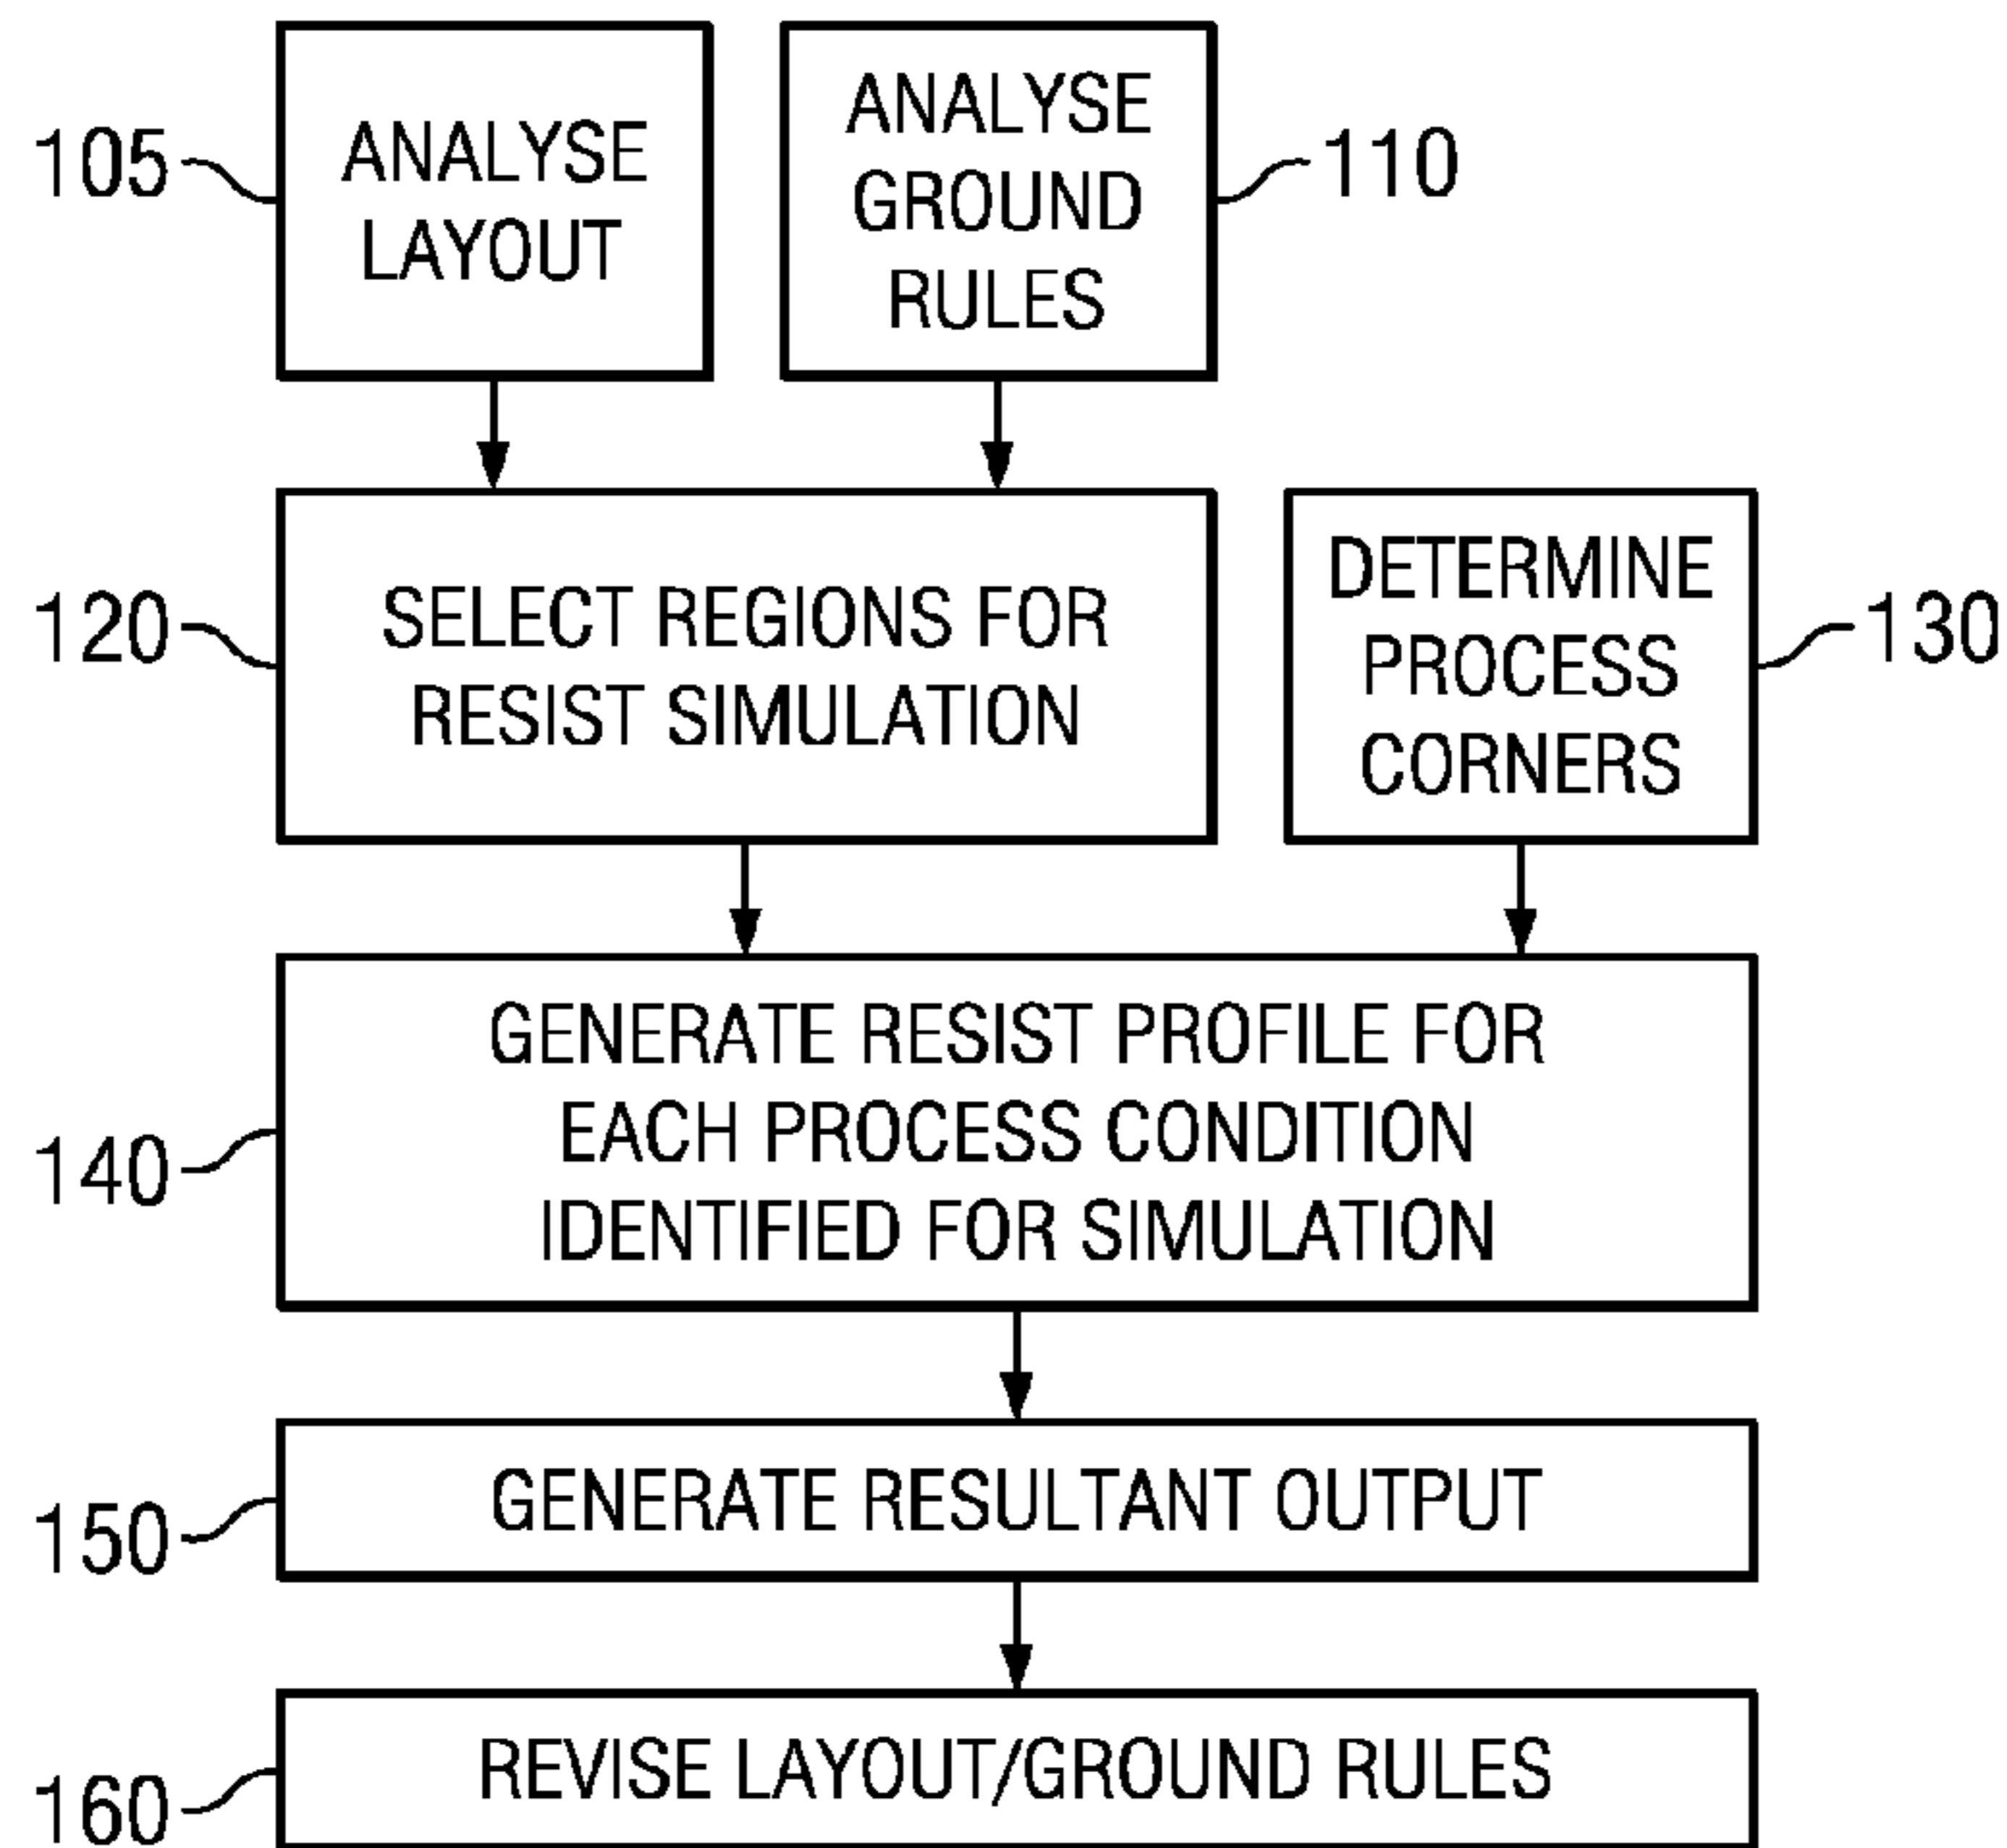 105
ANALYSE
LAYOUT
ANALYSE
GROUND
RULES
110
120
SELECT REGIONS FOR
RESIST SIMULATION
DETERMINE
PROCESS
CORNERS
130
140
GENERATE RESIST PROFILE FOR
EACH PROCESS CONDITION
IDENTIFIED FOR SIMULATION
150
GENERATE RESULTANT OUTPUT
160
REVISE LAYOUT/GROUND RULES